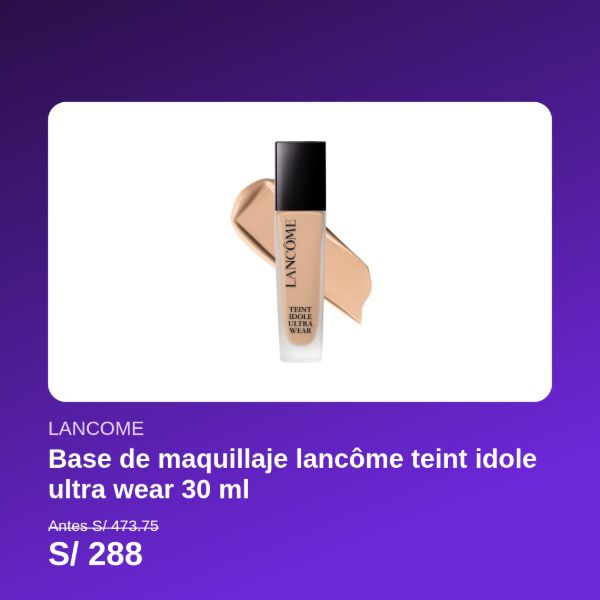 LANCÔME
TEINT
IDOLE
ULTRA
WEAR
LANCOME
Base de maquillaje lancôme teint idole
ultra wear 30 ml
Antes S/ 473.75
S/ 288